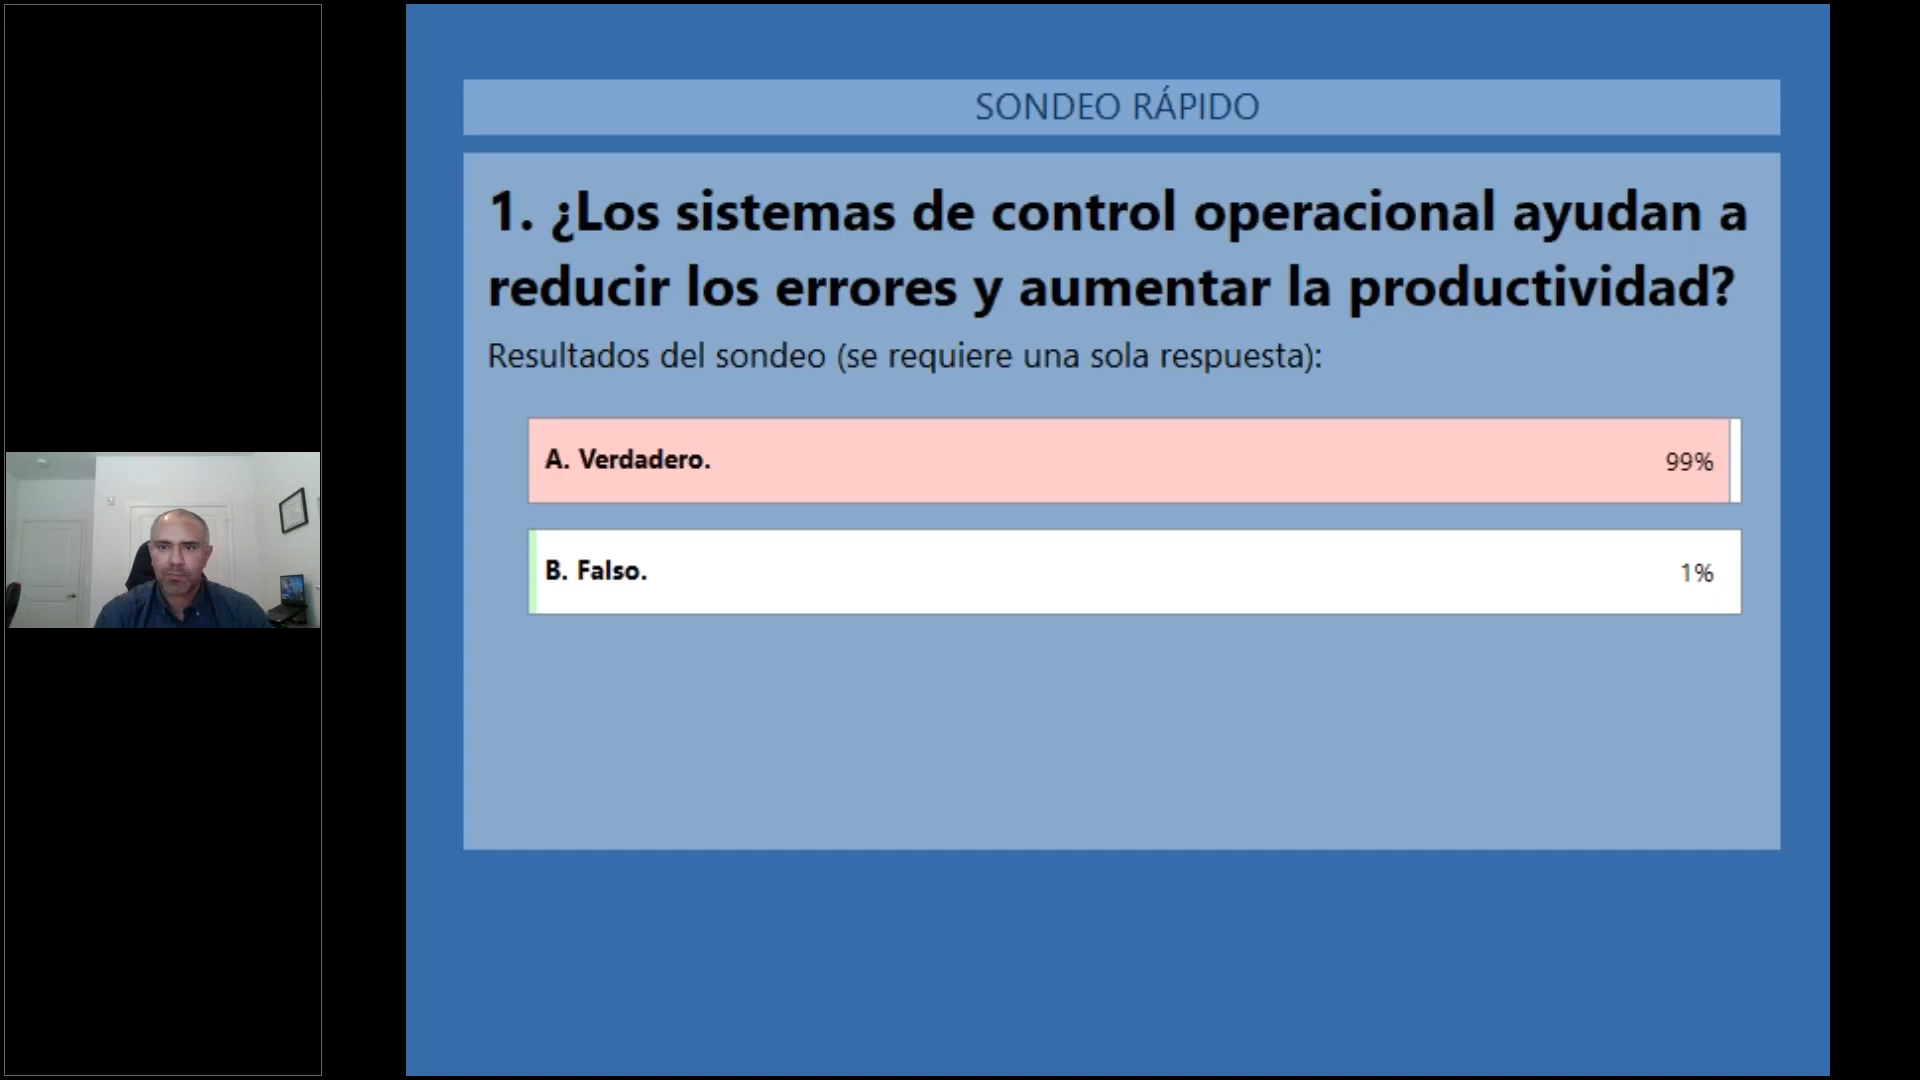 SONDEO RÁPIDO
1. ¿Los sistemas de control operacional ayudan a
reducir los errores y aumentar la productividad?
Resultados del sondeo (se requiere una sola respuesta):
A. Verdadero. 99%
B. Falso. 1%